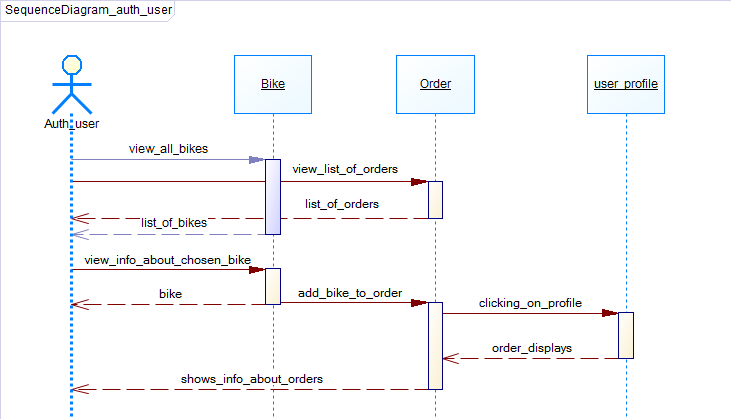 SequenceDiagram_auth_user
Bike
Order
user_profile
Auth_user
view_all_bikes
view_list_of_orders
list_of_orders
list_of_bikes
view_info_about_chosen_bike
bike
add_bike_to_order
clicking_on_profile
order_displays
shows_info_about_orders